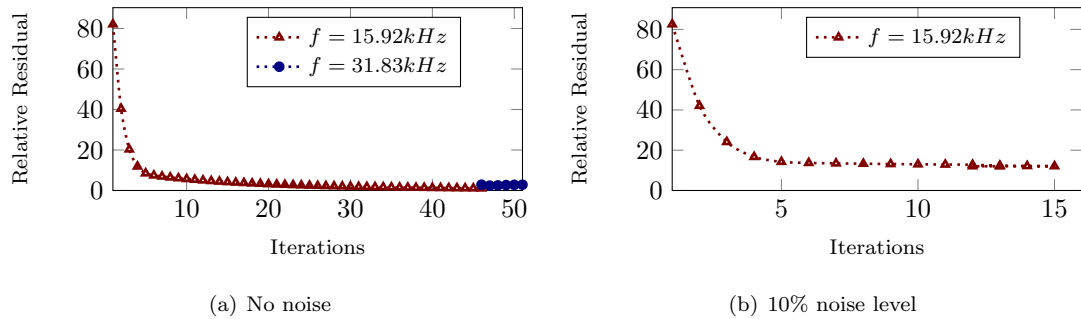 80
60
40
20
0
10
20
30
40
50
Relative Residual
Iterations
f = 15.92kHz
f = 31.83kHz
(a) No noise
80
60
40
20
0
5
10
15
Relative Residual
Iterations
f = 15.92kHz
(b) 10% noise level